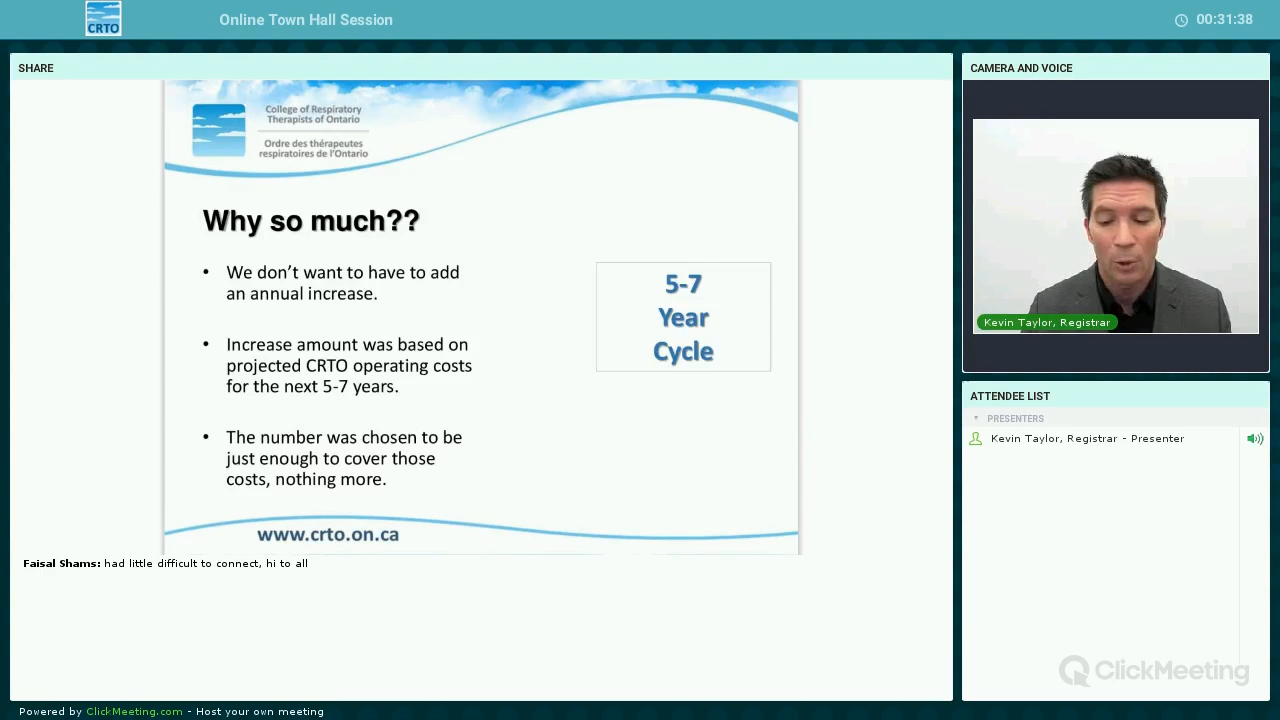 CRTO
Online Town Hall Session
00:31:38
SHARE
College of Respiratory
Therapists of Ontario
Ordre des thérapeutes
respiratoires de l'Ontario
Why so much??
• We don't want to have to add
an annual increase.
• Increase amount was based on
projected CRTO operating costs
for the next 5-7 years.
• The number was chosen to be
just enough to cover those
costs, nothing more.
5-7
Year
Cycle
www.crto.on.ca
Faisal Shams: had little difficult to connect, hi to all
CAMERA AND VOICE
Kevin Taylor, Registrar
ATTENDEE LIST
PRESENTERS
Kevin Taylor, Registrar - Presenter
ClickMeeting
Powered by ClickMeeting.com - Host your own meeting